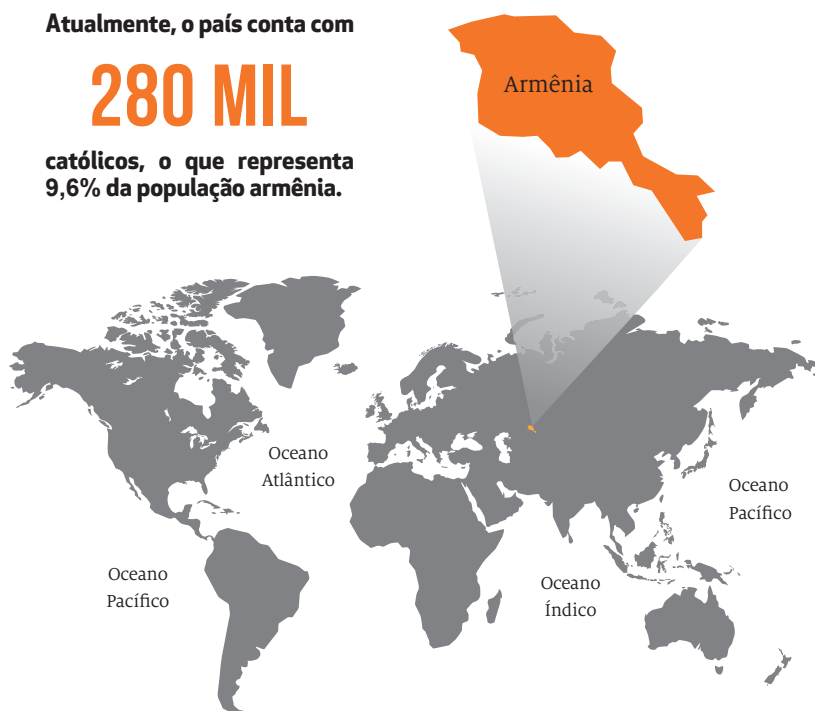 Atualmente, o país conta com
280 MIL
católicos, o que representa
9,6% da população armênia.
Armênia
Oceano
Atlântico
Oceano
Pacífico
Oceano
Pacífico
Oceano
Índico